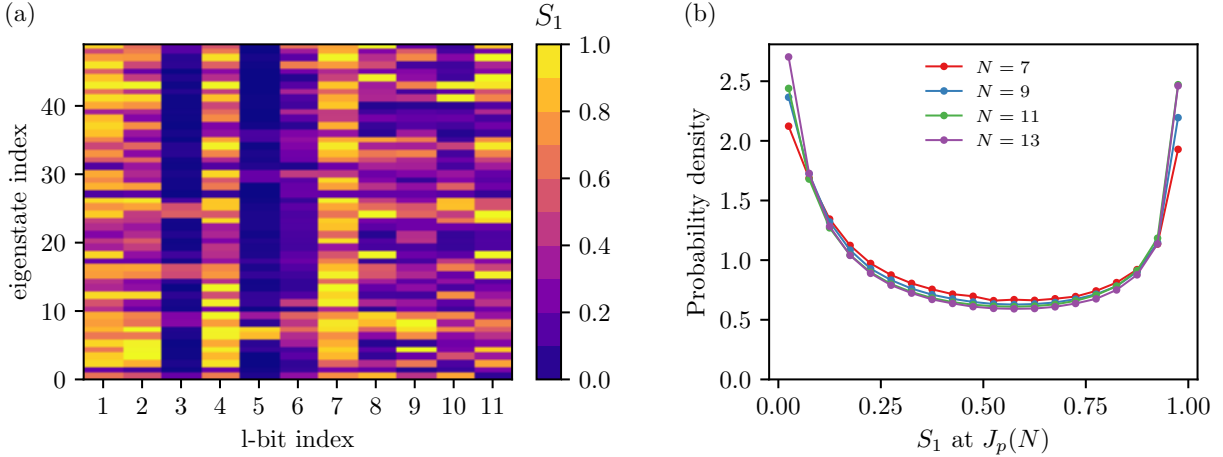 (a)
S₁
eigenstate index
40
30
20
10
0
1 2 3 4 5 6 7 8 9 10 11
l-bit index
1.0
0.8
0.6
0.4
0.2
0.0
(b)
Probability density
2.5
2.0
1.5
1.0
0.5
0.0
N = 7
N = 9
N = 11
N = 13
0.00 0.25 0.50 0.75 1.00
S₁ at Jₚ(N)